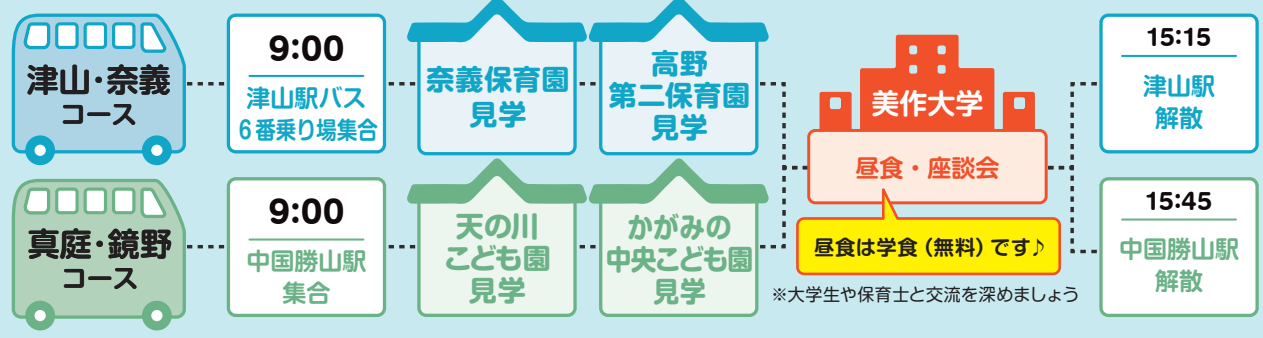 津山・奈義
コース
9:00
津山駅バス
6番乗り場集合
奈義保育園
見学
高野
第二保育園
見学
美作大学
昼食・座談会
昼食は学食（無料）です♪
※大学生や保育士と交流を深めましょう
15:15
津山駅
解散
真庭・鏡野
コース
9:00
中国勝山駅
集合
天の川
こども園
見学
かがみの
中央こども園
見学
15:45
中国勝山駅
解散